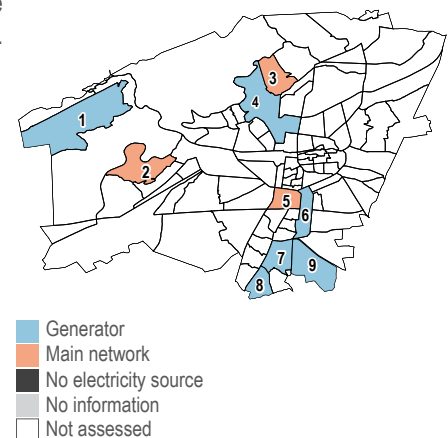 3
4
1
2
5
6
7
9
8
Generator
Main network
No electricity source
No information
Not assessed